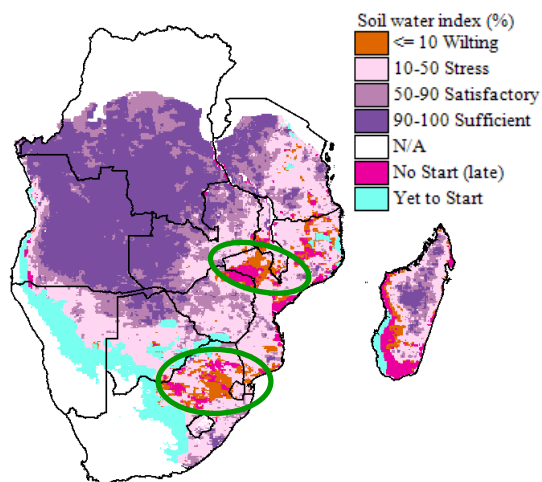 Soil water index (%)
<= 10 Wilting
10-50 Stress
50-90 Satisfactory
90-100 Sufficient
N/A
No Start (late)
Yet to Start